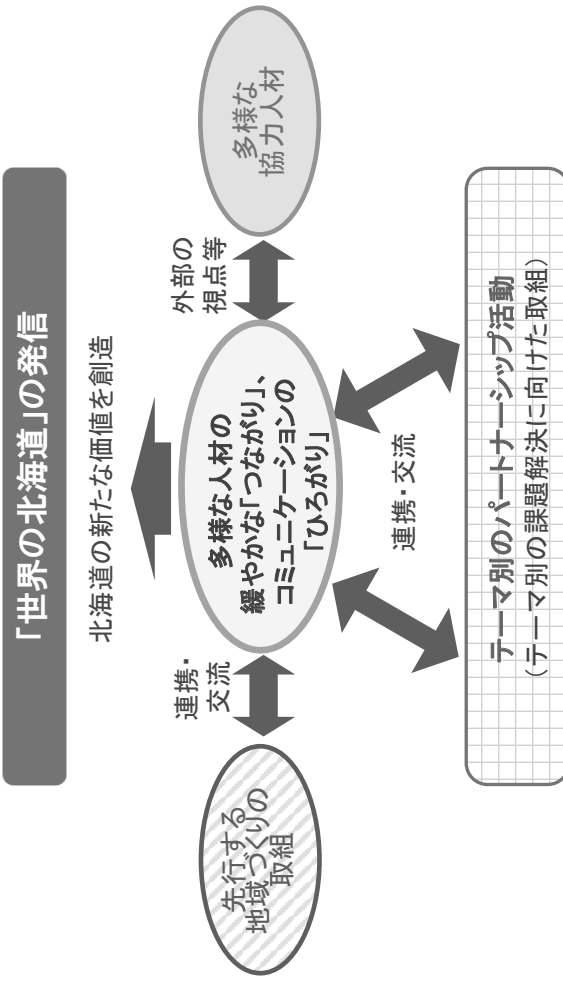 「世界の北海道」の発信
北海道の新たな価値を創造
先行する
地域づくりの
取組
連携・
交流
多様な人材の
緩やかな「つながり」、
コミュニケーションの
「ひろがり」
外部の
視点等
多様な
協力人材
連携・交流
テーマ別のパートナーシップ活動
(テーマ別の課題解決に向けた取組)